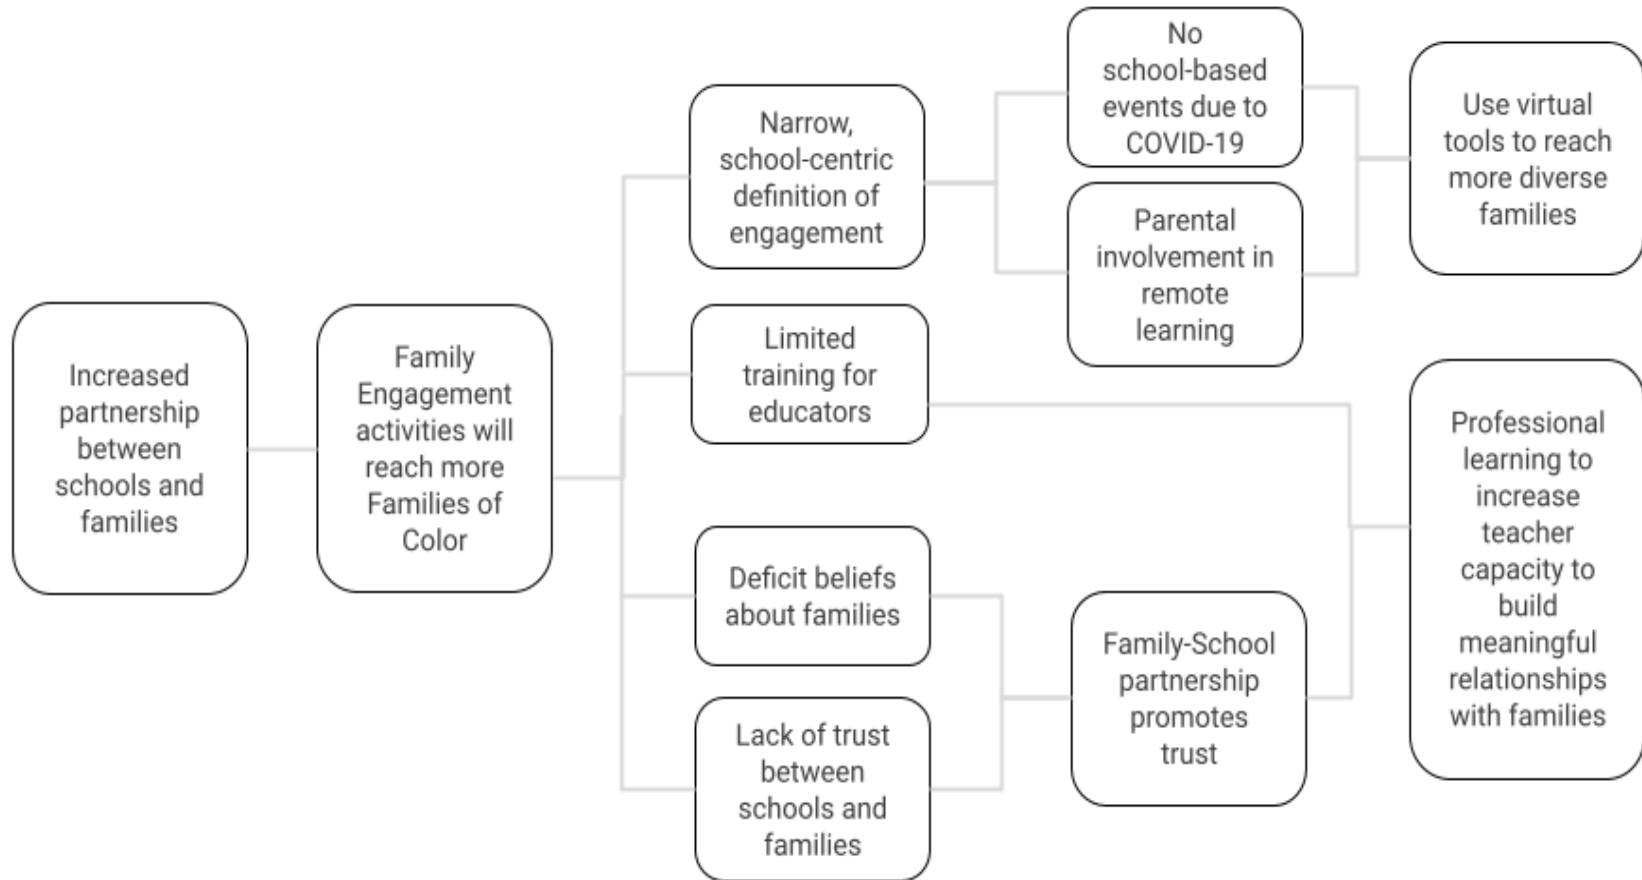 Increased
partnership
between
schools and
families
Family
Engagement
activities will
reach more
Families of
Color
Narrow,
school-centric
definition of
engagement
Limited
training for
educators
Deficit beliefs
about families
Lack of trust
between
schools and
families
No
school-based
events due to
COVID-19
Parental
involvement in
remote
learning
Family-School
partnership
promotes
trust
Use virtual
tools to reach
more diverse
families
Professional
learning to
increase
teacher
capacity to
build
meaningful
relationships
with families